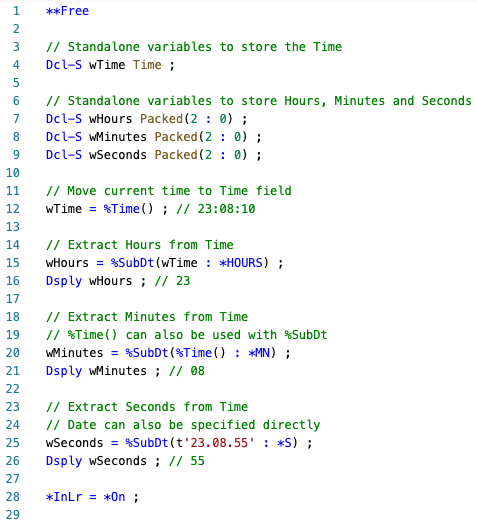 1 **Free
2
3 // Standalone variables to store the Time
4 Dcl-S wTime Time ;
5
6 // Standalone variables to store Hours, Minutes and Seconds
7 Dcl-S wHours Packed(2 : 0) ;
8 Dcl-S wMinutes Packed(2 : 0) ;
9 Dcl-S wSeconds Packed(2 : 0) ;
10
11 // Move current time to Time field
12 wTime = %Time() ; // 23:08:10
13
14 // Extract Hours from Time
15 wHours = %SubDt(wTime : *HOURS) ;
16 Dsply wHours ; // 23
17
18 // Extract Minutes from Time
19 // %Time() can also be used with %SubDt
20 wMinutes = %SubDt(%Time() : *MN) ;
21 Dsply wMinutes ; // 08
22
23 // Extract Seconds from Time
24 // Date can also be specified directly
25 wSeconds = %SubDt(t'23.08.55' : *S) ;
26 Dsply wSeconds ; // 55
27
28 *InLr = *On ;
29